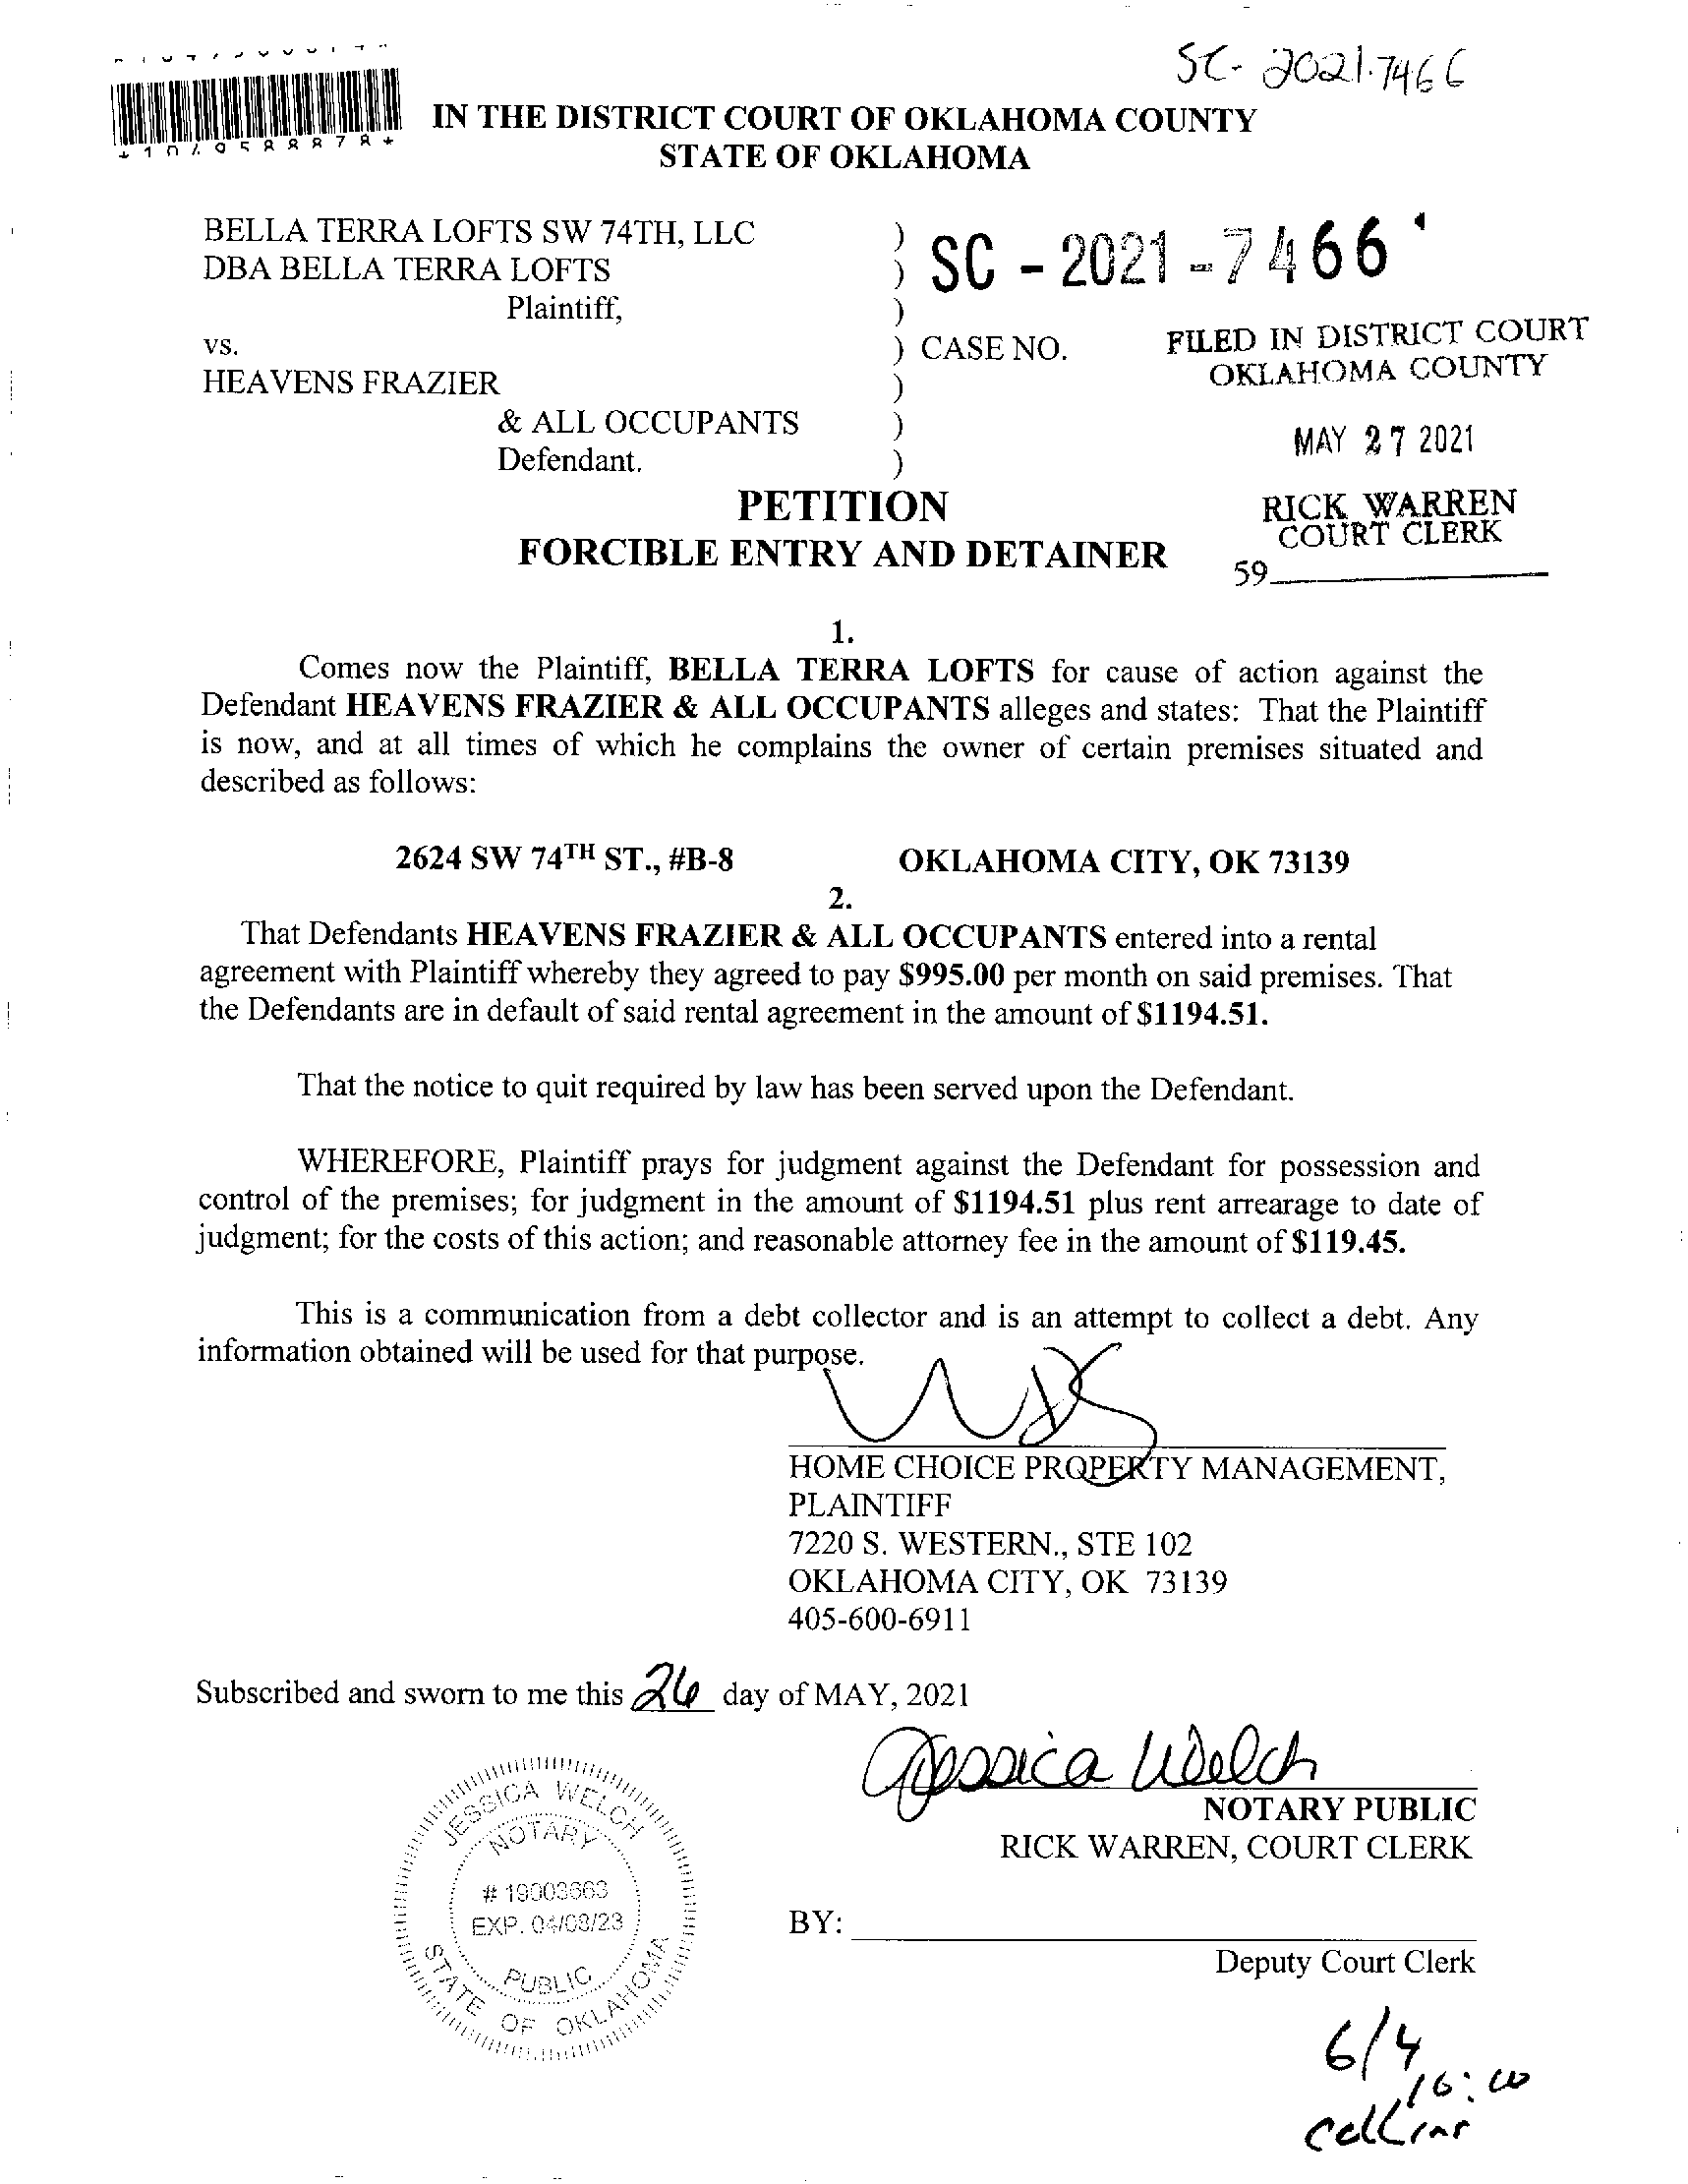 SC-2021-7466
IN THE DISTRICT COURT OF OKLAHOMA COUNTY
STATE OF OKLAHOMA
BELLA TERRA LOFTS SW 74TH, LLC
DBA BELLA TERRA LOFTS
Plaintiff,
vs.
HEAVENS FRAZIER
& ALL OCCUPANTS
Defendant.
)
)
)
)
)
)
)
SC - 2021 - 7466
CASE NO.
FILED IN DISTRICT COURT
OKLAHOMA COUNTY
MAY 27 2021
RICK WARREN
COURT CLERK
59
PETITION
FORCIBLE ENTRY AND DETAINER
1.
Comes now the Plaintiff, BELLA TERRA LOFTS for cause of action against the
Defendant HEAVENS FRAZIER & ALL OCCUPANTS alleges and states: That the Plaintiff
is now, and at all times of which he complains the owner of certain premises situated and
described as follows:
2624 SW 74TH ST., #B-8 OKLAHOMA CITY, OK 73139
2.
That Defendants HEAVENS FRAZIER & ALL OCCUPANTS entered into a rental
agreement with Plaintiff whereby they agreed to pay $995.00 per month on said premises. That
the Defendants are in default of said rental agreement in the amount of $1194.51.
That the notice to quit required by law has been served upon the Defendant.
WHEREFORE, Plaintiff prays for judgment against the Defendant for possession and
control of the premises; for judgment in the amount of $1194.51 plus rent arrearage to date of
judgment; for the costs of this action; and reasonable attorney fee in the amount of $119.45.
This is a communication from a debt collector and is an attempt to collect a debt. Any
information obtained will be used for that purpose.
HOME CHOICE PROPERTY MANAGEMENT,
PLAINTIFF
7220 S. WESTERN., STE 102
OKLAHOMA CITY, OK 73139
405-600-6911
Subscribed and sworn to me this 26 day of MAY, 2021
Jessica Welch
NOTARY PUBLIC
RICK WARREN, COURT CLERK
JESSICA WELCH
NOTARY
# 19003663
EXP. 04/08/23
PUBLIC
STATE OF OKLAHOMA
BY:
Deputy Court Clerk
6/4
Collins